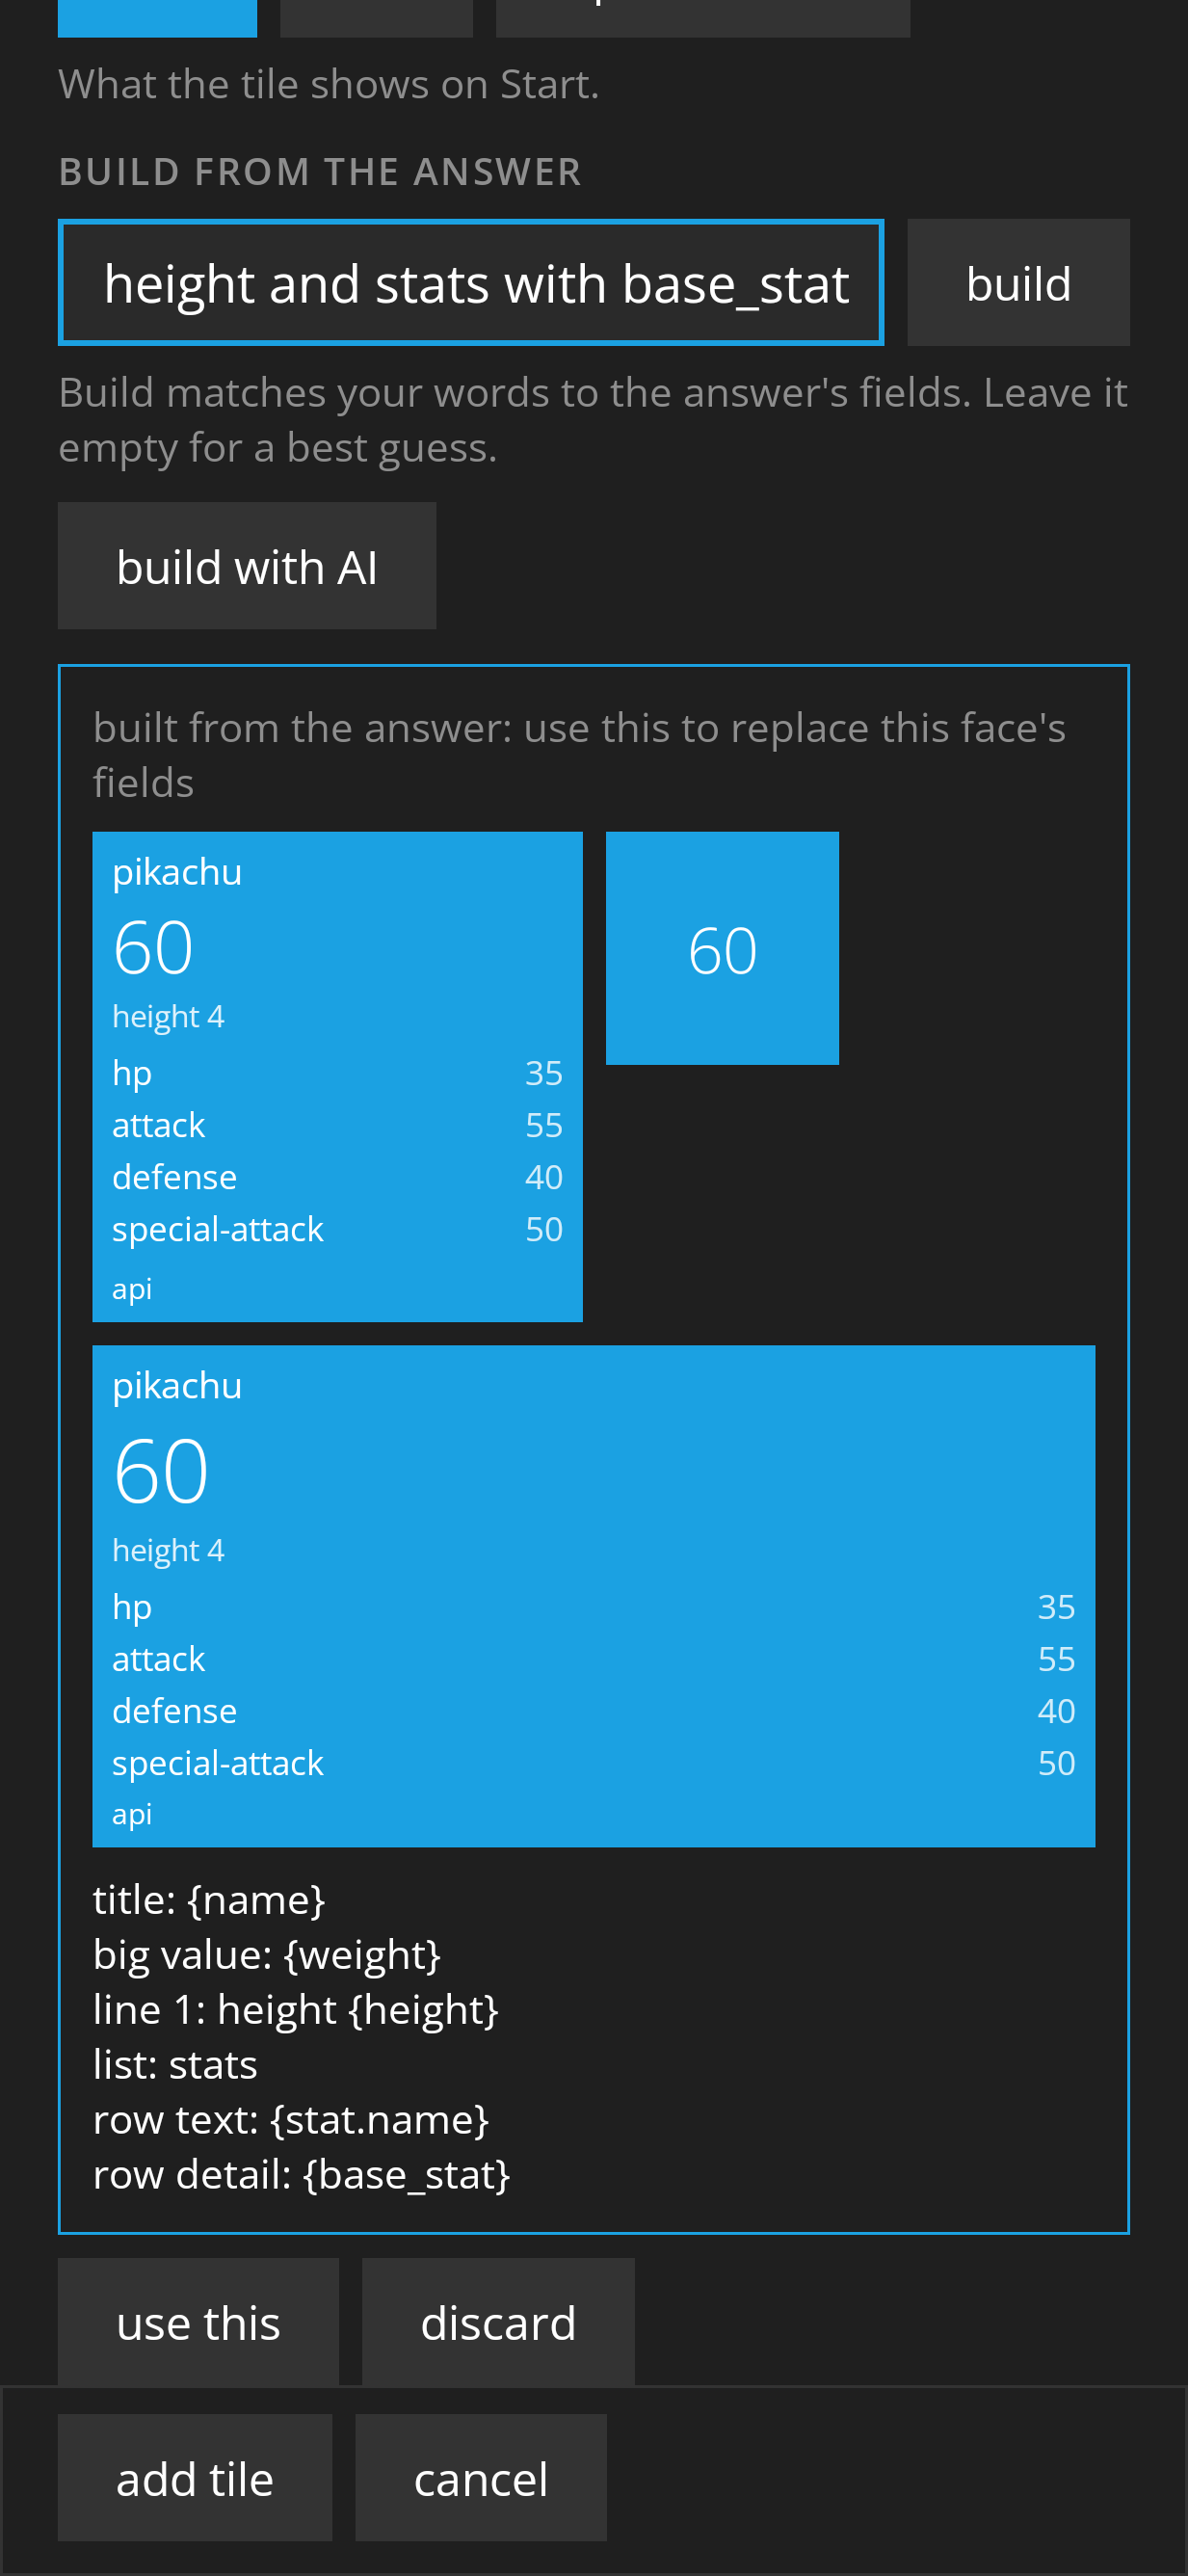 What the tile shows on Start.
BUILD FROM THE ANSWER
height and stats with base_stat
build
Build matches your words to the answer's fields. Leave it
empty for a best guess.
build with AI
built from the answer: use this to replace this face's
fields
pikachu
60
height 4
hp 35
attack 55
defense 40
special-attack 50
api
60
pikachu
60
height 4
hp 35
attack 55
defense 40
special-attack 50
api
title: {name}
big value: {weight}
line 1: height {height}
list: stats
row text: {stat.name}
row detail: {base_stat}
use this
discard
add tile
cancel